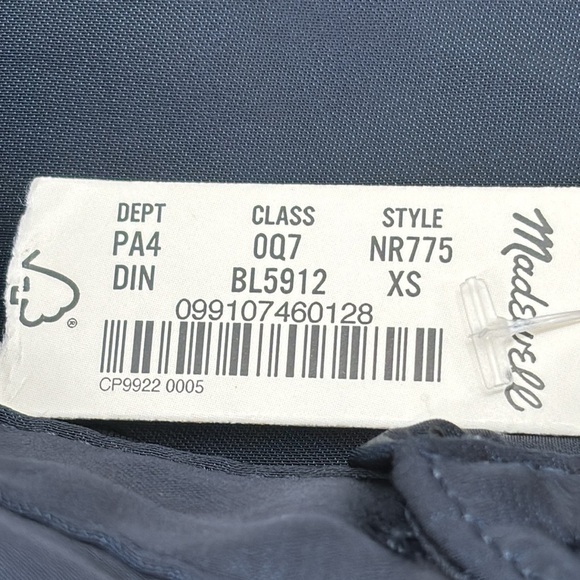 DEPT CLASS STYLE
PA4 0Q7 NR775
DIN BL5912 XS
099107460128
CP9922 0005
Madewell
®